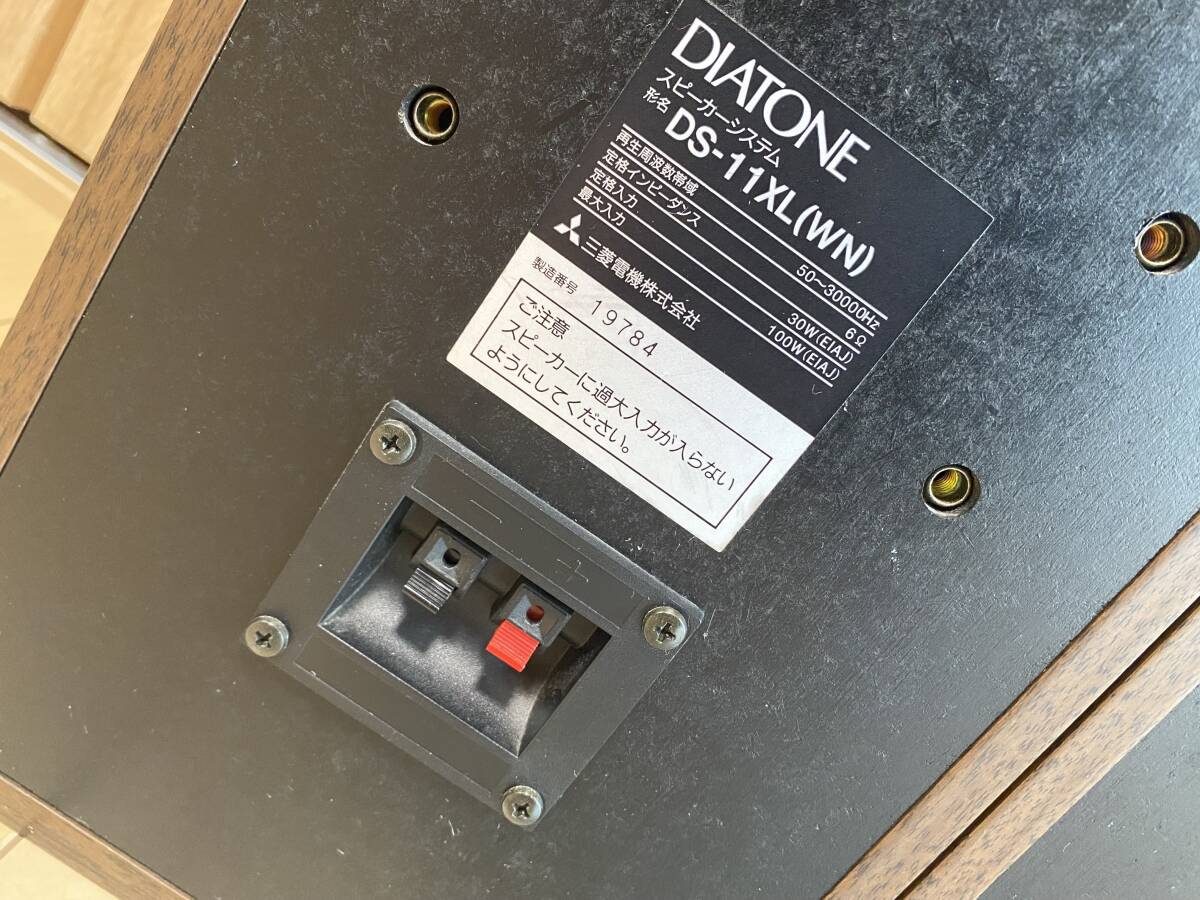 DIATONE
スピーカーシステム
形名 DS-11XL(WN)
再生周波数帯域 50〜30000Hz
定格インピーダンス 6Ω
定格入力 30W(EIAJ)
最大入力 100W(EIAJ)
三菱電機株式会社
製造番号 19784
ご注意
スピーカーに過大入力が入らない
ようにしてください。
− +